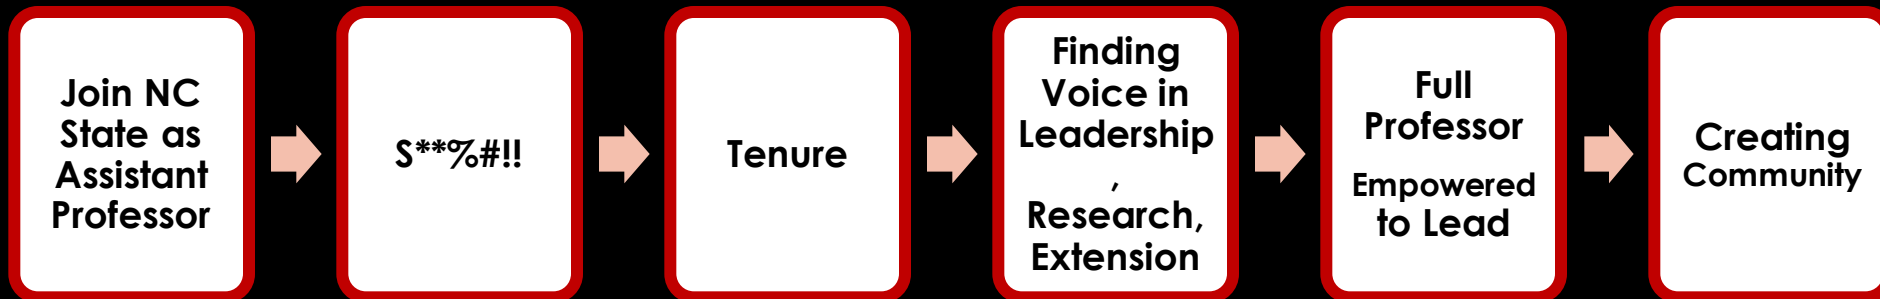 Join NC
State as
Assistant
Professor
S**%#!!
Tenure
Finding
Voice in
Leadership
,
Research,
Extension
Full
Professor
Empowered
to Lead
Creating
Community